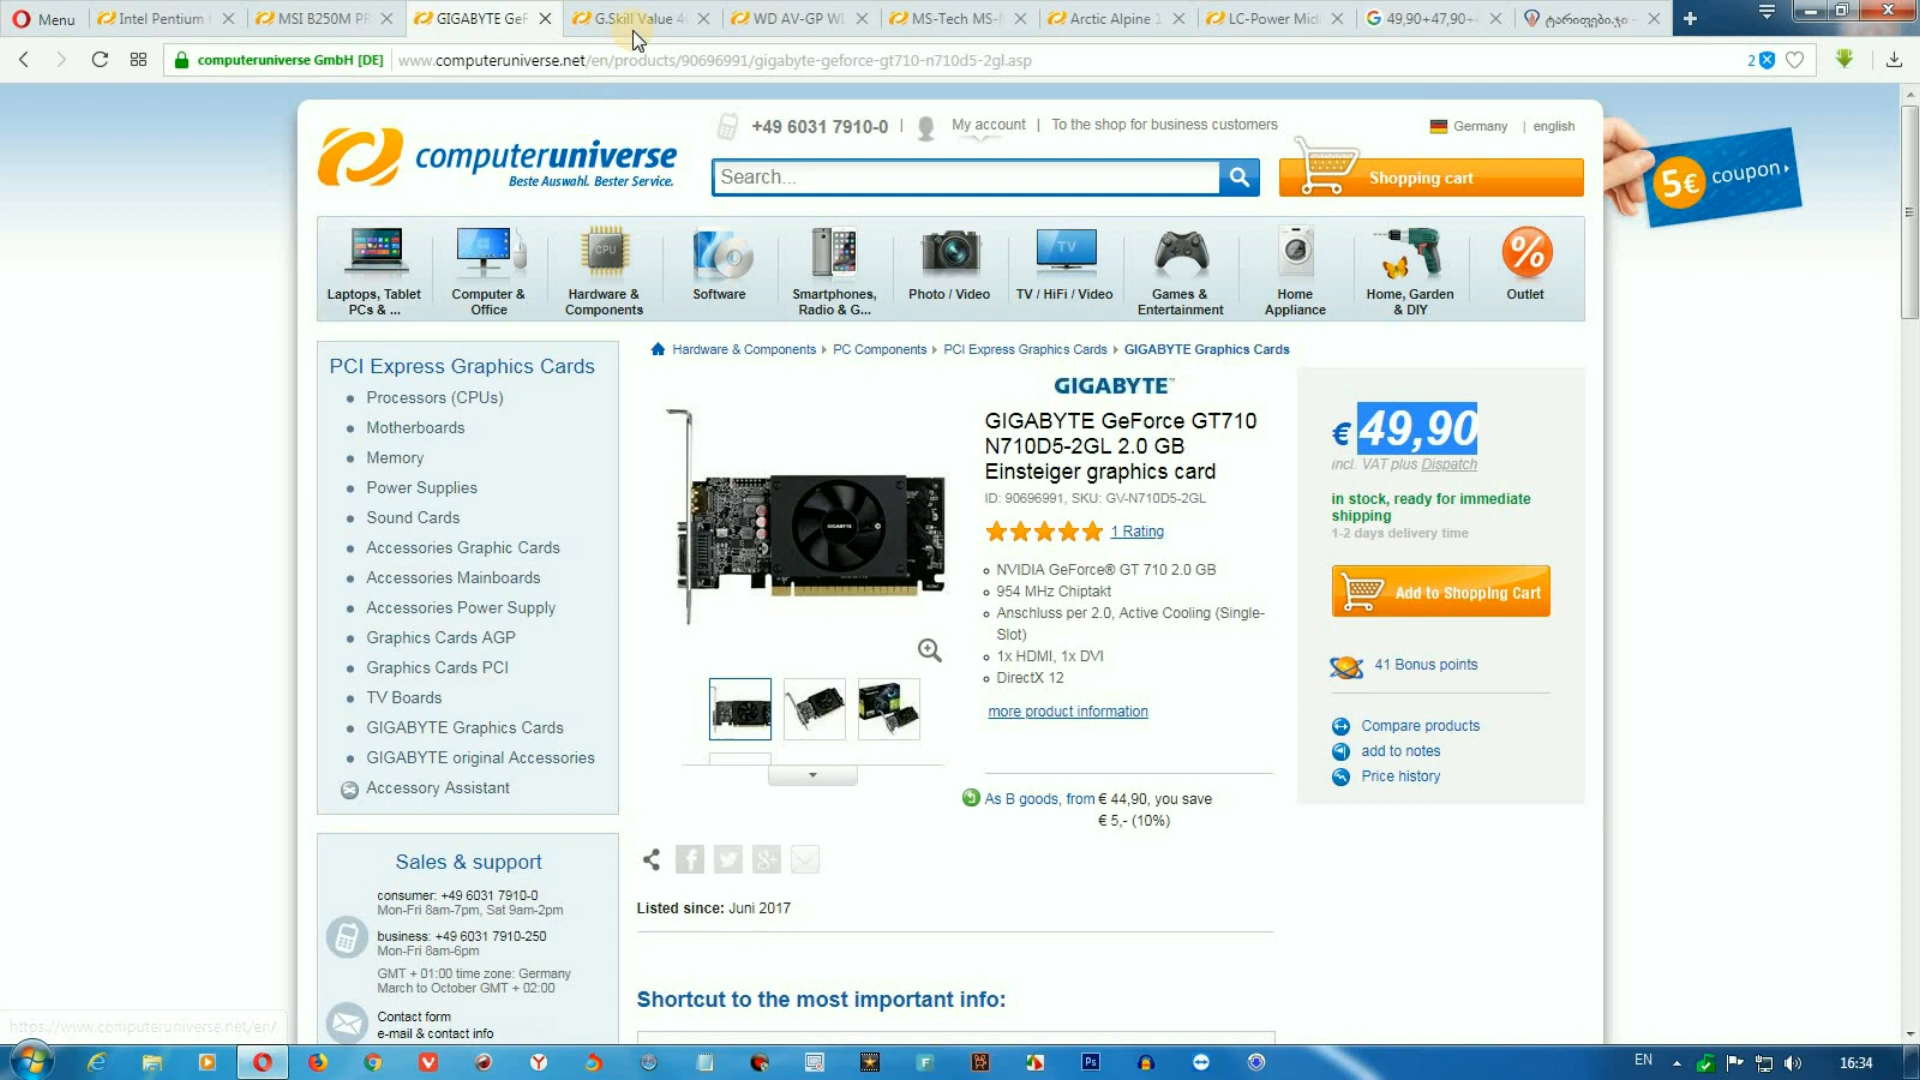 Menu
Intel Pentium
MSI B250M PR
GIGABYTE GeF
G.Skill Value 4
WD AV-GP W
MS-Tech MS-
Arctic Alpine 1
LC-Power Mid
49,90+47,90+
ტარიფები.ჯი -
computeruniverse GmbH [DE]
www.computeruniverse.net/en/products/90696991/gigabyte-geforce-gt710-n710d5-2gl.asp
2
computeruniverse
Beste Auswahl. Bester Service.
+49 6031 7910-0 |
My account | To the shop for business customers
Germany | english
Search...
Shopping cart
5€ coupon
Laptops, Tablet PCs & ...
Computer & Office
CPU
Hardware & Components
Software
Smartphones, Radio & G...
Photo / Video
TV
TV / HiFi / Video
Games & Entertainment
Home Appliance
Home, Garden & DIY
%
Outlet
PCI Express Graphics Cards
Processors (CPUs)
Motherboards
Memory
Power Supplies
Sound Cards
Accessories Graphic Cards
Accessories Mainboards
Accessories Power Supply
Graphics Cards AGP
Graphics Cards PCI
TV Boards
GIGABYTE Graphics Cards
GIGABYTE original Accessories
Accessory Assistant
Sales & support
consumer: +49 6031 7910-0
Mon-Fri 8am-7pm, Sat 9am-2pm
business: +49 6031 7910-250
Mon-Fri 8am-6pm
GMT + 01:00 time zone: Germany
March to October GMT + 02:00
Contact form
e-mail & contact info
Hardware & Components
PC Components
PCI Express Graphics Cards
GIGABYTE Graphics Cards
GIGABYTE
GIGABYTE
GIGABYTE GeForce GT710
N710D5-2GL 2.0 GB
Einsteiger graphics card
ID: 90696991, SKU: GV-N710D5-2GL
1 Rating
NVIDIA GeForce® GT 710 2.0 GB
954 MHz Chiptakt
Anschluss per 2.0, Active Cooling (Single-
Slot)
1x HDMI, 1x DVI
DirectX 12
more product information
As B goods, from € 44,90, you save
€ 5,- (10%)
€ 49,90
incl. VAT plus Dispatch
in stock, ready for immediate
shipping
1-2 days delivery time
Add to Shopping Cart
41 Bonus points
Compare products
add to notes
Price history
Listed since: Juni 2017
Shortcut to the most important info:
https://www.computeruniverse.net/en/
EN
16:34